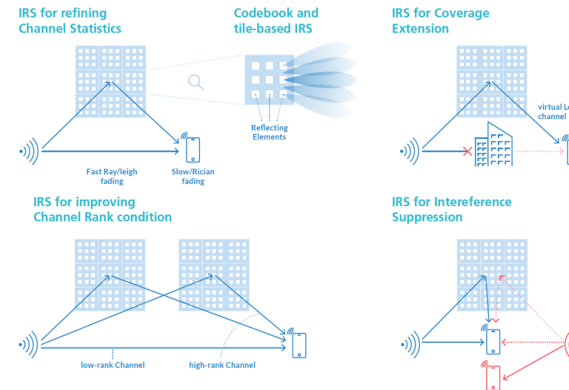 IRS for refining
Channel Statistics
Codebook and
tile-based IRS
IRS for Coverage
Extension
Reflecting
Elements
virtual L
channel
Fast Ray/leigh
fading
Slow/Rician
fading
IRS for improving
Channel Rank condition
IRS for Intereference
Suppression
low-rank Channel
high-rank Channel